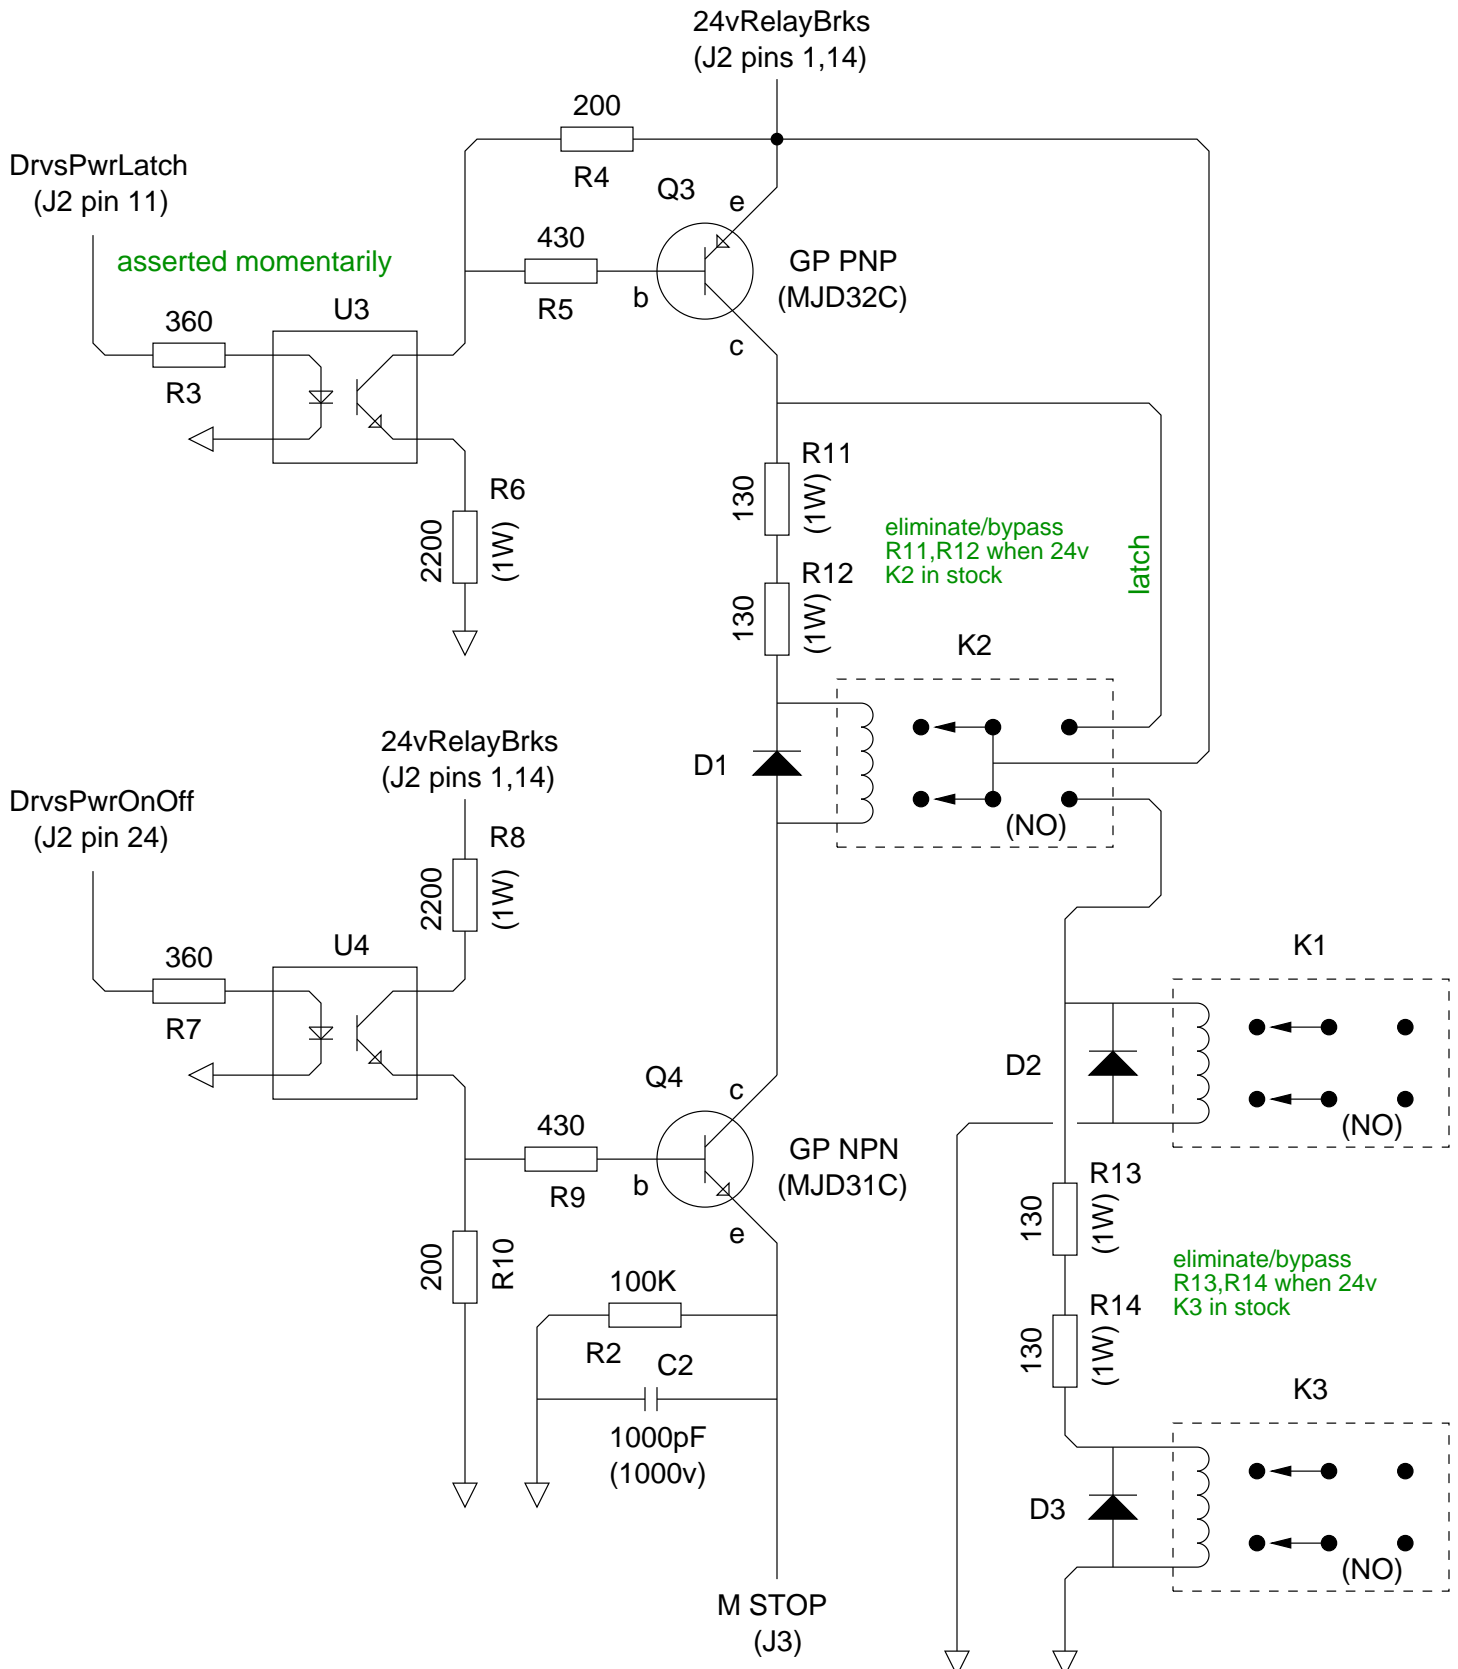 24vRelayBrks
(J2 pins 1,14)
200
R4
DrvsPwrLatch
(J2 pin 11)
Q3
e
asserted momentarily
430
R5
b
GP PNP
(MJD32C)
c
U3
360
R3
R6
2200
(1W)
R11
130
(1W)
eliminate/bypass
R11,R12 when 24v
K2 in stock
latch
R12
130
(1W)
K2
24vRelayBrks
(J2 pins 1,14)
D1
(NO)
DrvsPwrOnOff
(J2 pin 24)
R8
2200
(1W)
U4
360
R7
K1
D2
(NO)
Q4
c
430
R9
b
GP NPN
(MJD31C)
e
R13
130
(1W)
200
R10
100K
R2
eliminate/bypass
R13,R14 when 24v
K3 in stock
R14
130
(1W)
C2
1000pF
(1000v)
K3
D3
(NO)
M STOP
(J3)